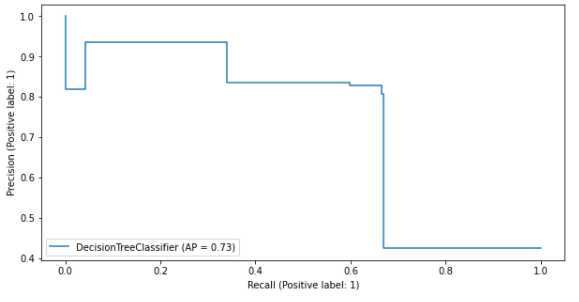 1.0
0.9
0.8
0.7
0.6
0.5
0.4
Precision (Positive label: 1)
DecisionTreeClassifier (AP = 0.73)
0.0 0.2 0.4 0.6 0.8 1.0
Recall (Positive label: 1)